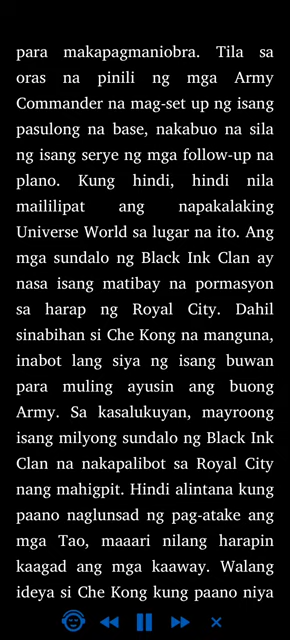 para makapagmaniobra. Tila sa
oras na pinili ng mga Army
Commander na mag-set up ng isang
pasulong na base, nakabuo na sila
ng isang serye ng mga follow-up na
plano. Kung hindi, hindi nila
maililipat ang napakalaking
Universe World sa lugar na ito. Ang
mga sundalo ng Black Ink Clan ay
nasa isang matibay na pormasyon
sa harap ng Royal City. Dahil
sinabihan si Che Kong na manguna,
inabot lang siya ng isang buwan
para muling ayusin ang buong
Army. Sa kasalukuyan, mayroong
isang milyong sundalo ng Black Ink
Clan na nakapalibot sa Royal City
nang mahigpit. Hindi alintana kung
paano naglunsad ng pag-atake ang
mga Tao, maaari nilang harapin
kaagad ang mga kaaway. Walang
ideya si Che Kong kung paano niya